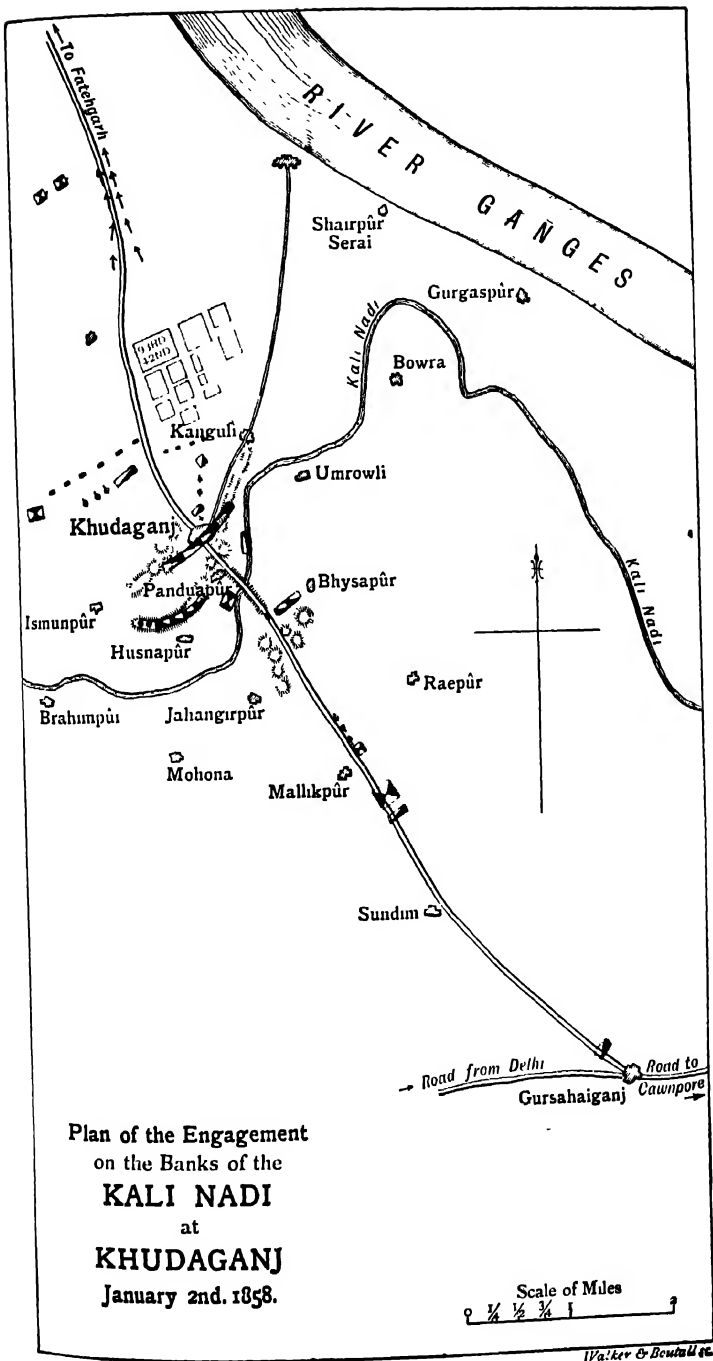 To Fatehgarh
RIVER GANGES
Shairpûr
Serai
Gurgaspûr
Kali Nadi
Bowra
93RD
42ND
Kangusi
Umrowli
Khudaganj
Panduapûr
Bhysapûr
Kali Nadi
Ismunpûr
Husnapûr
Raepûr
Brahimpûr
Jahangirpûr
Mohona
Mallikpûr
Sundim
Road from Delhi
Road to
Gursahaiganj
Cawnpore
Plan of the Engagement
on the Banks of the
KALI NADI
at
KHUDAGANJ
January 2nd. 1858.
Scale of Miles
0 ¼ ½ ¾ 1 2
Walker & Boutall sc.